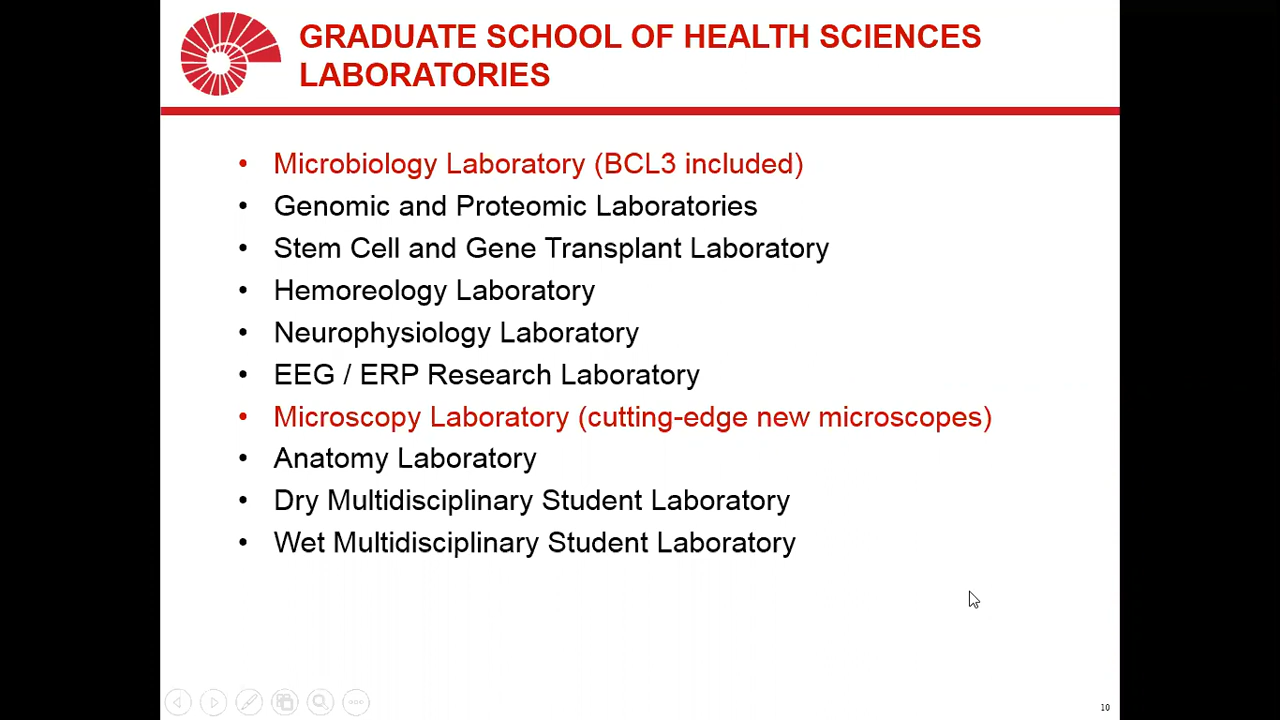 GRADUATE SCHOOL OF HEALTH SCIENCES
LABORATORIES
• Microbiology Laboratory (BCL3 included)
• Genomic and Proteomic Laboratories
• Stem Cell and Gene Transplant Laboratory
• Hemoreology Laboratory
• Neurophysiology Laboratory
• EEG / ERP Research Laboratory
• Microscopy Laboratory (cutting-edge new microscopes)
• Anatomy Laboratory
• Dry Multidisciplinary Student Laboratory
• Wet Multidisciplinary Student Laboratory
10